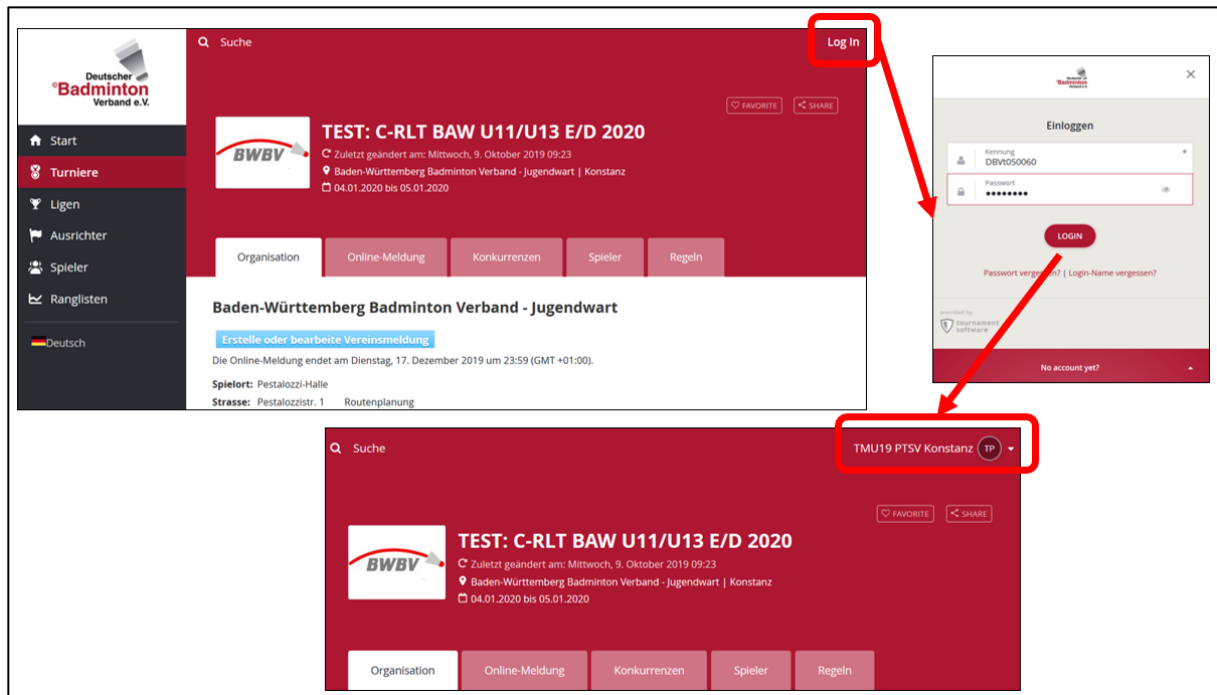 Deutscher
Badminton
Verband e.V.
Start
Turniere
Ligen
Ausrichter
Spieler
Ranglisten
Deutsch
Suche
Log In
FAVORITE
SHARE
BWBV
TEST: C-RLT BAW U11/U13 E/D 2020
Zuletzt geändert am: Mittwoch, 9. Oktober 2019 09:23
Baden-Württemberg Badminton Verband - Jugendwart | Konstanz
04.01.2020 bis 05.01.2020
Organisation
Online-Meldung
Konkurrenzen
Spieler
Regeln
Baden-Württemberg Badminton Verband - Jugendwart
Erstelle oder bearbeite Vereinsmeldung
Die Online-Meldung endet am Dienstag, 17. Dezember 2019 um 23:59 (GMT +01:00).
Spielort: Pestalozzi-Halle
Strasse: Pestalozzistr. 1 Routenplanung
Badminton
Einloggen
Kennung *
DBVt050060
Passwort
LOGIN
Passwort vergessen? | Login-Name vergessen?
provided by
tournament
software
No account yet?
Suche
TMU19 PTSV Konstanz TP
FAVORITE
SHARE
BWBV
TEST: C-RLT BAW U11/U13 E/D 2020
Zuletzt geändert am: Mittwoch, 9. Oktober 2019 09:23
Baden-Württemberg Badminton Verband - Jugendwart | Konstanz
04.01.2020 bis 05.01.2020
Organisation
Online-Meldung
Konkurrenzen
Spieler
Regeln